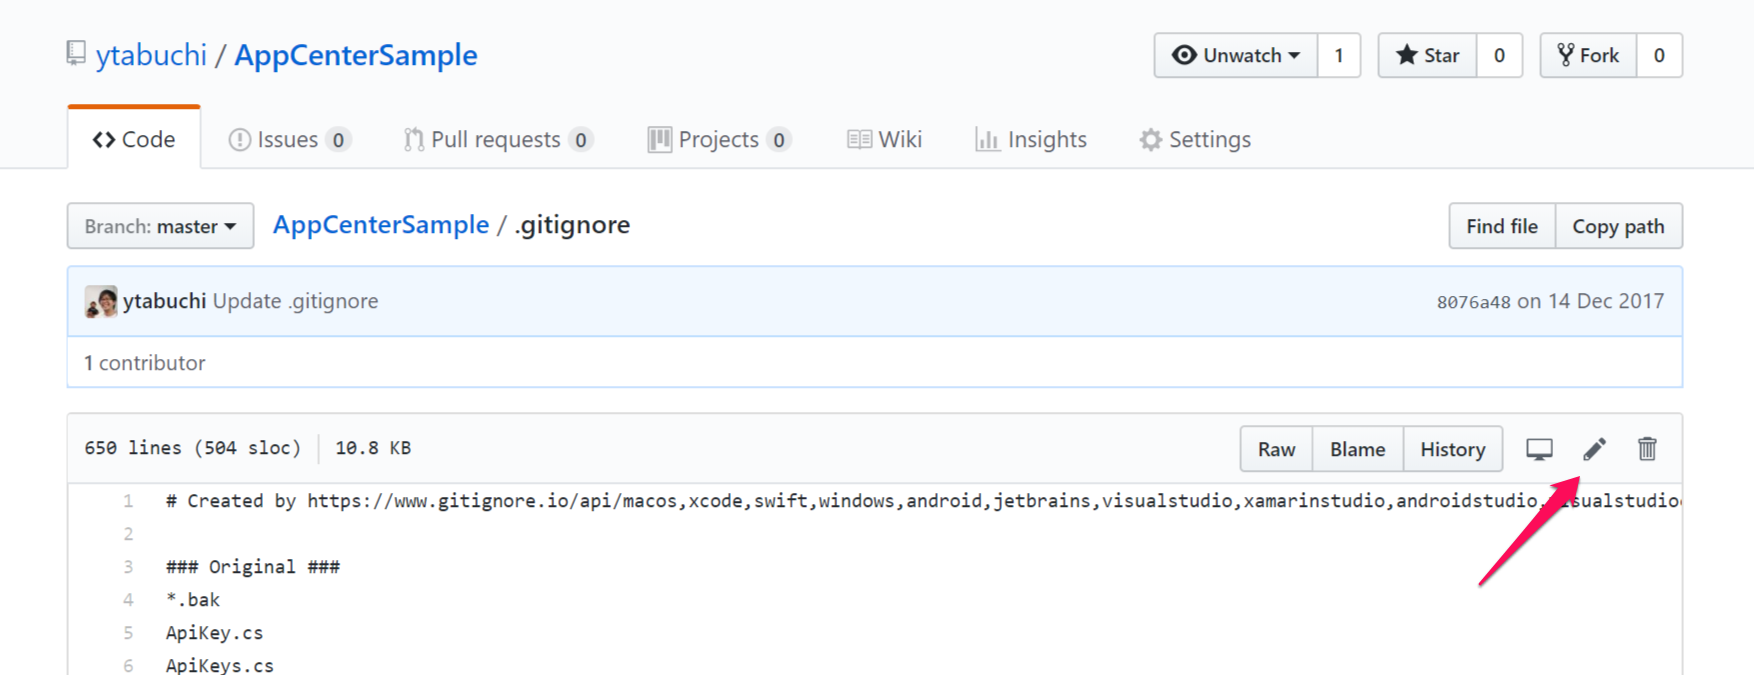 ytabuchi / AppCenterSample Unwatch 1 Star 0 Fork 0
Code Issues 0 Pull requests 0 Projects 0 Wiki Insights Settings
Branch: master AppCenterSample / .gitignore Find file Copy path
ytabuchi Update .gitignore 8076a48 on 14 Dec 2017
1 contributor
650 lines (504 sloc) 10.8 KB Raw Blame History
1 # Created by https://www.gitignore.io/api/macos,xcode,swift,windows,android,jetbrains,visualstudio,xamarinstudio,androidstudio,visualstudio
2
3 ### Original ###
4 *.bak
5 ApiKey.cs
6 ApiKeys.cs